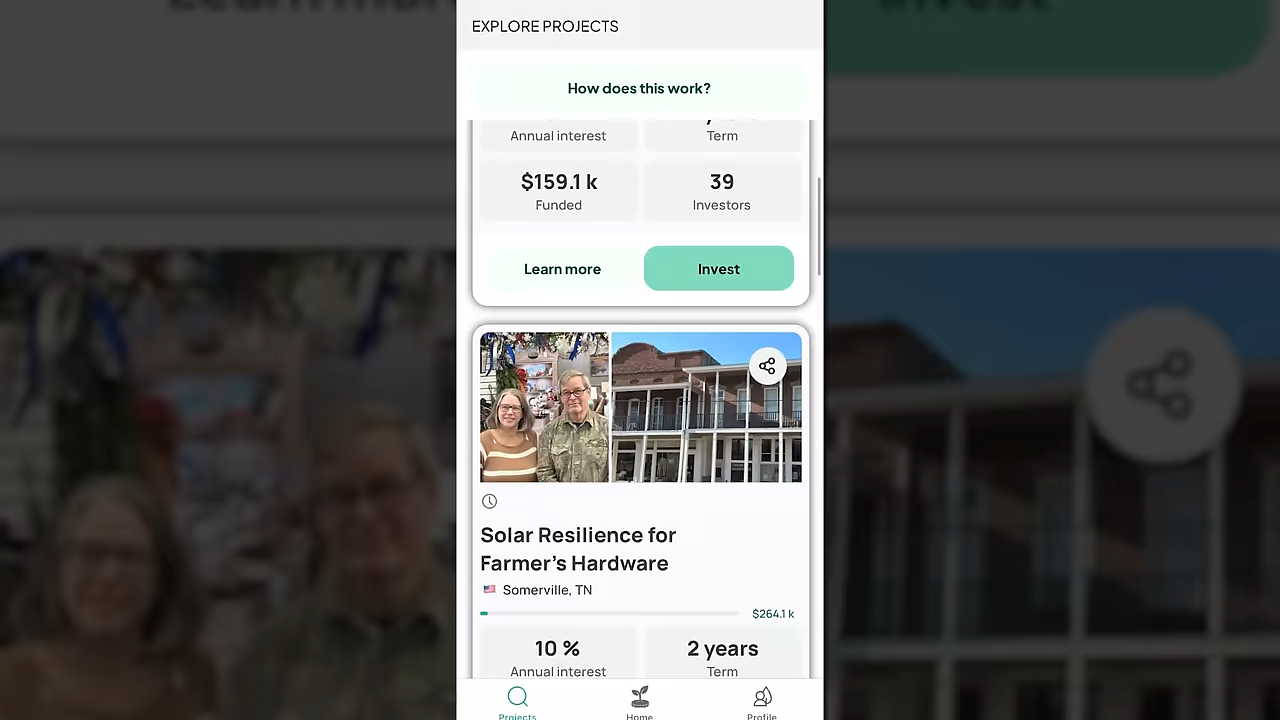 EXPLORE PROJECTS
How does this work?
Annual interest
Term
$159.1 k
39
Funded
Investors
Learn more
Invest
Solar Resilience for
Farmer's Hardware
Somerville, TN
$264.1 k
10 %
2 years
Annual interest
Term
Projects
Home
Profile